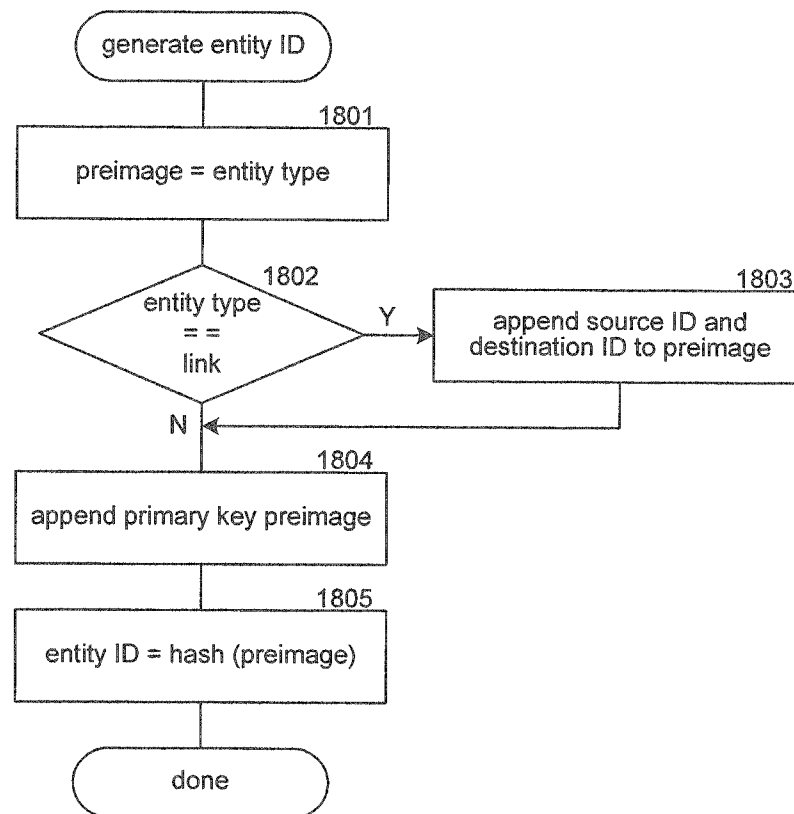 generate entity ID
1801
preimage = entity type
1802
entity type
= =
link
Y
1803
append source ID and
destination ID to preimage
N
1804
append primary key preimage
1805
entity ID = hash (preimage)
done